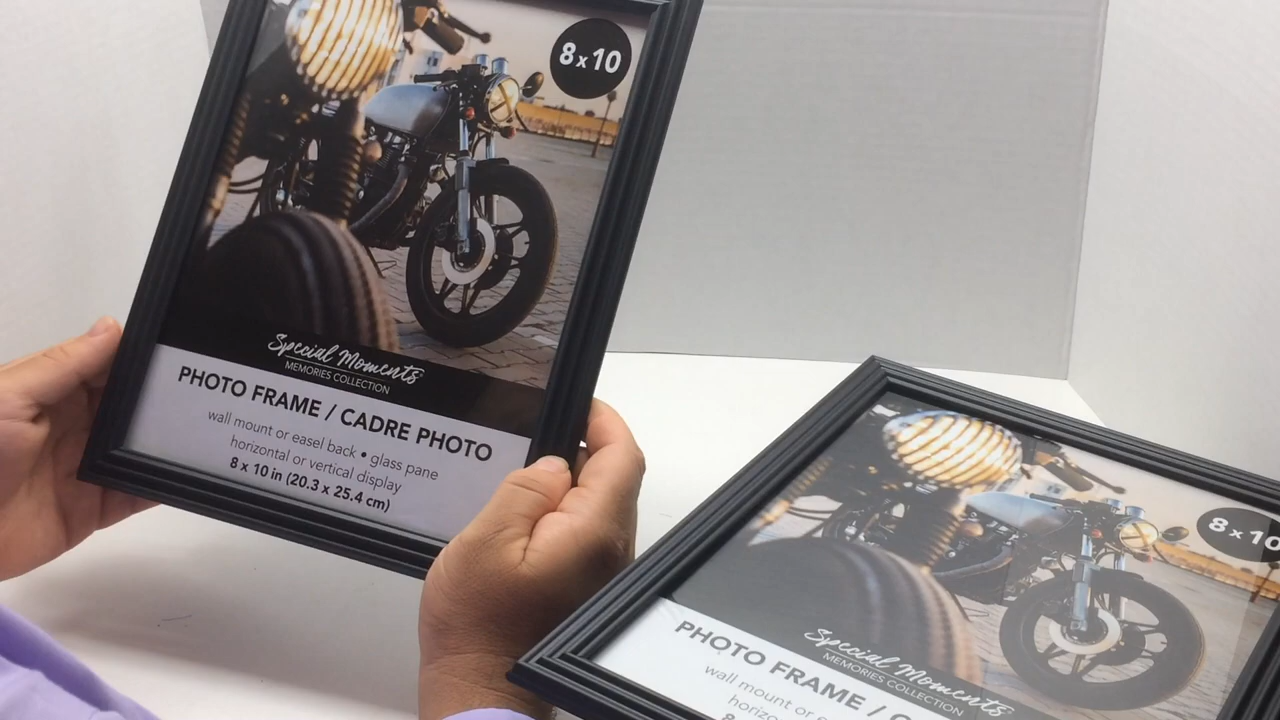 8x10
Special Moments
MEMORIES COLLECTION
PHOTO FRAME / CADRE PHOTO
wall mount or easel back • glass pane
horizontal or vertical display
8 x 10 in (20.3 x 25.4 cm)
8x10
Special Moments
MEMORIES COLLECTION
PHOTO FRAME /
wall mount or